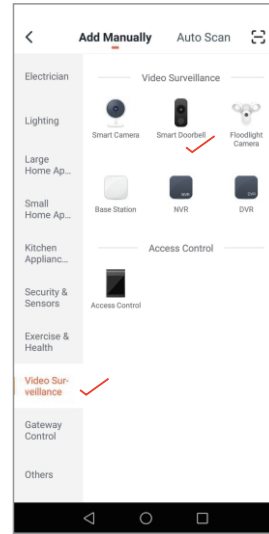 Add Manually
Auto Scan
Electrician
Lighting
Large
Home Ap...
Small
Home Ap...
Kitchen
Applianc...
Security &
Sensors
Exercise &
Health
Video Sur-
veillance
Gateway
Control
Others
Video Surveillance
Smart Camera
Smart Doorbell
Floodlight
Camera
NVR
DVR
Base Station
NVR
DVR
Access Control
Access Control